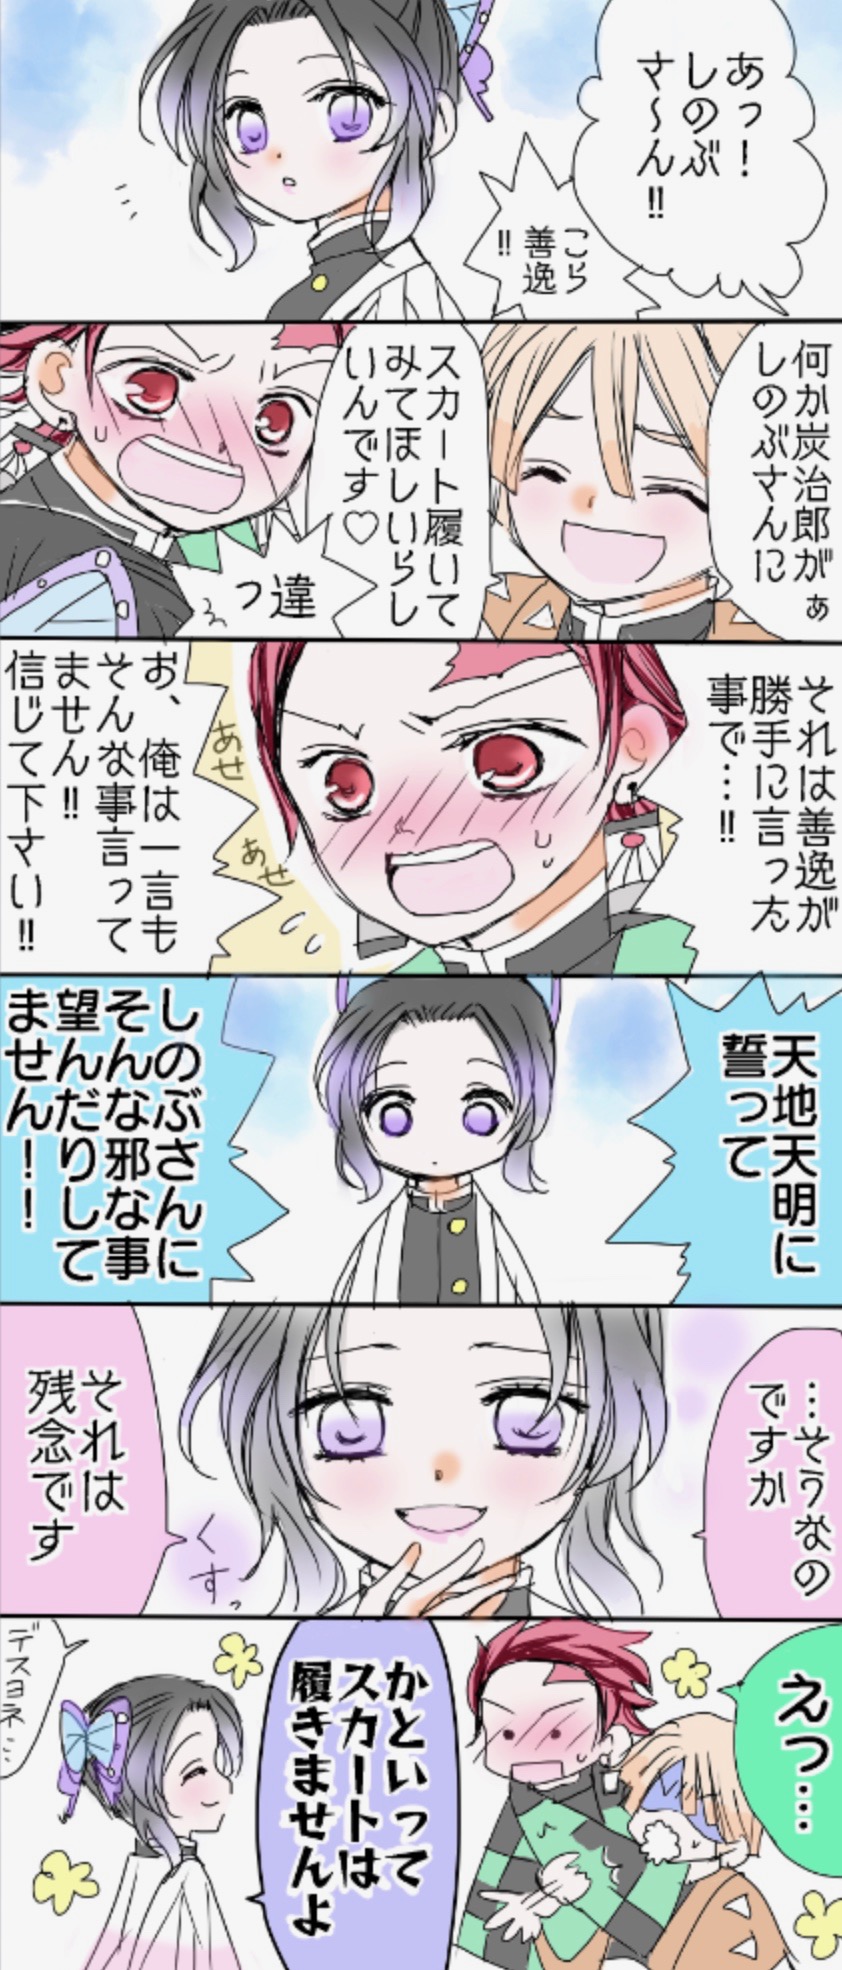 あっ!
しのぶ
さ〜ん!!
こら
善逸
!!
何か炭治郎がぁ
しのぶさんに
スカート履いて
みてほしいらし
いんです♡
違
っ
それは善逸が
勝手に言った
事で…!!
お、俺は一言も
そんな事言って
ません!!
信じて下さい!!
あせ
あせ
天地天明に
誓って
しのぶさんに
そんな邪な事
望んだりして
ません!!
…そうなの
ですか
それは
残念です
くすっ
えっ…
かといって
スカートは
履きませんよ
デスヨネ…